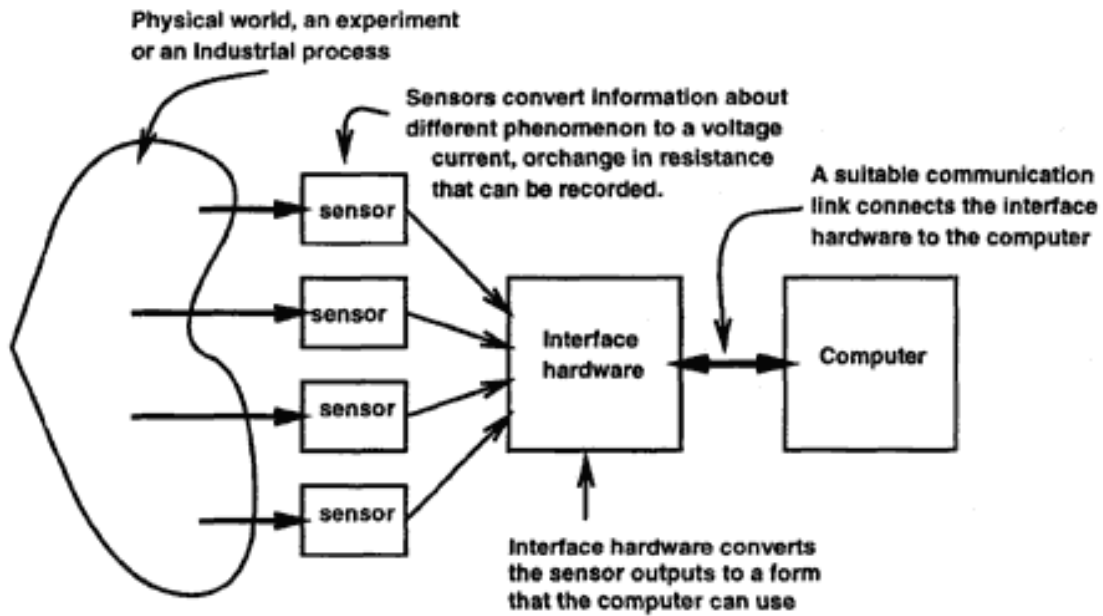 Physical world, an experiment
or an Industrial process
Sensors convert information about
different phenomenon to a voltage
current, orchange in resistance
that can be recorded.
A suitable communication
link connects the interface
hardware to the computer
sensor
sensor
sensor
sensor
Interface
hardware
Computer
Interface hardware converts
the sensor outputs to a form
that the computer can use